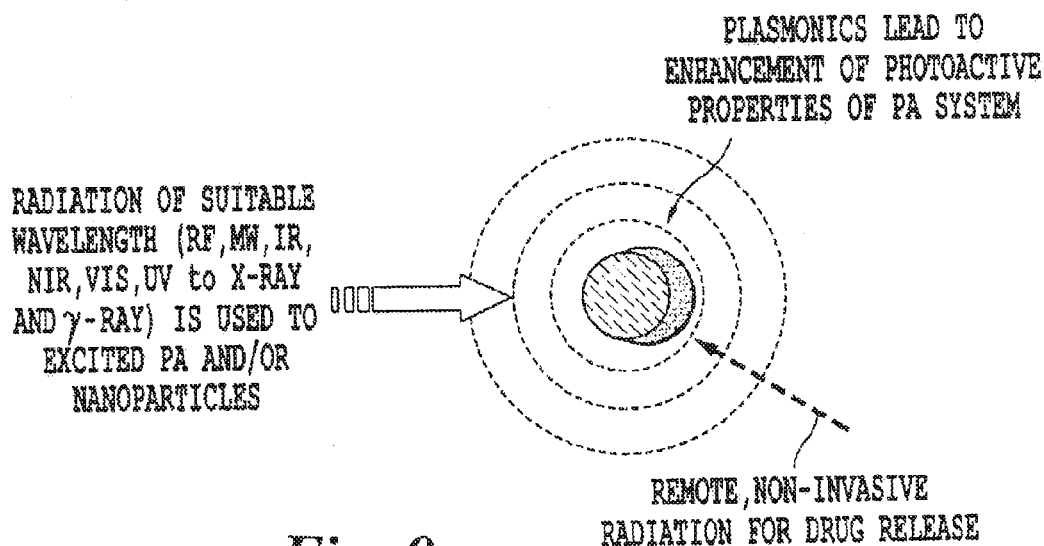 PLASMONICS LEAD TO
ENHANCEMENT OF PHOTOACTIVE
PROPERTIES OF PA SYSTEM
RADIATION OF SUITABLE
WAVELENGTH (RF,MW,IR,
NIR,VIS,UV to X-RAY
AND γ-RAY) IS USED TO
EXCITED PA AND/OR
NANOPARTICLES
REMOTE,NON-INVASIVE
RADIATION FOR DRUG RELEASE